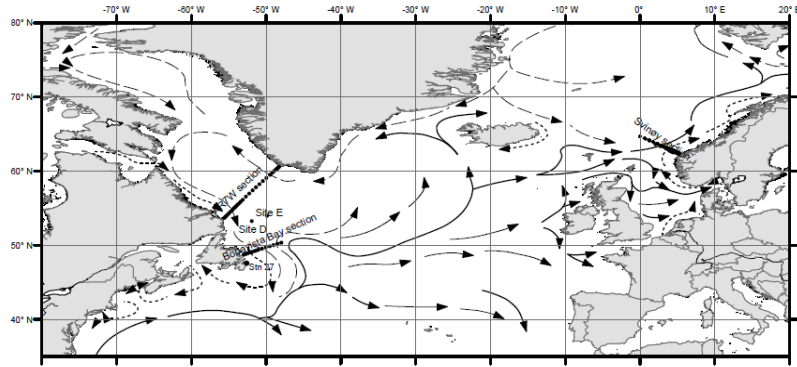 -70° W -60° W -50° W -40° W -30° W -20° W -10° W 0° 10° E 20° E
80° N
70° N
Svinøy
60° N
section
Site E
Site D
50° N
Bonavista Bay section
Stn 27
40° N